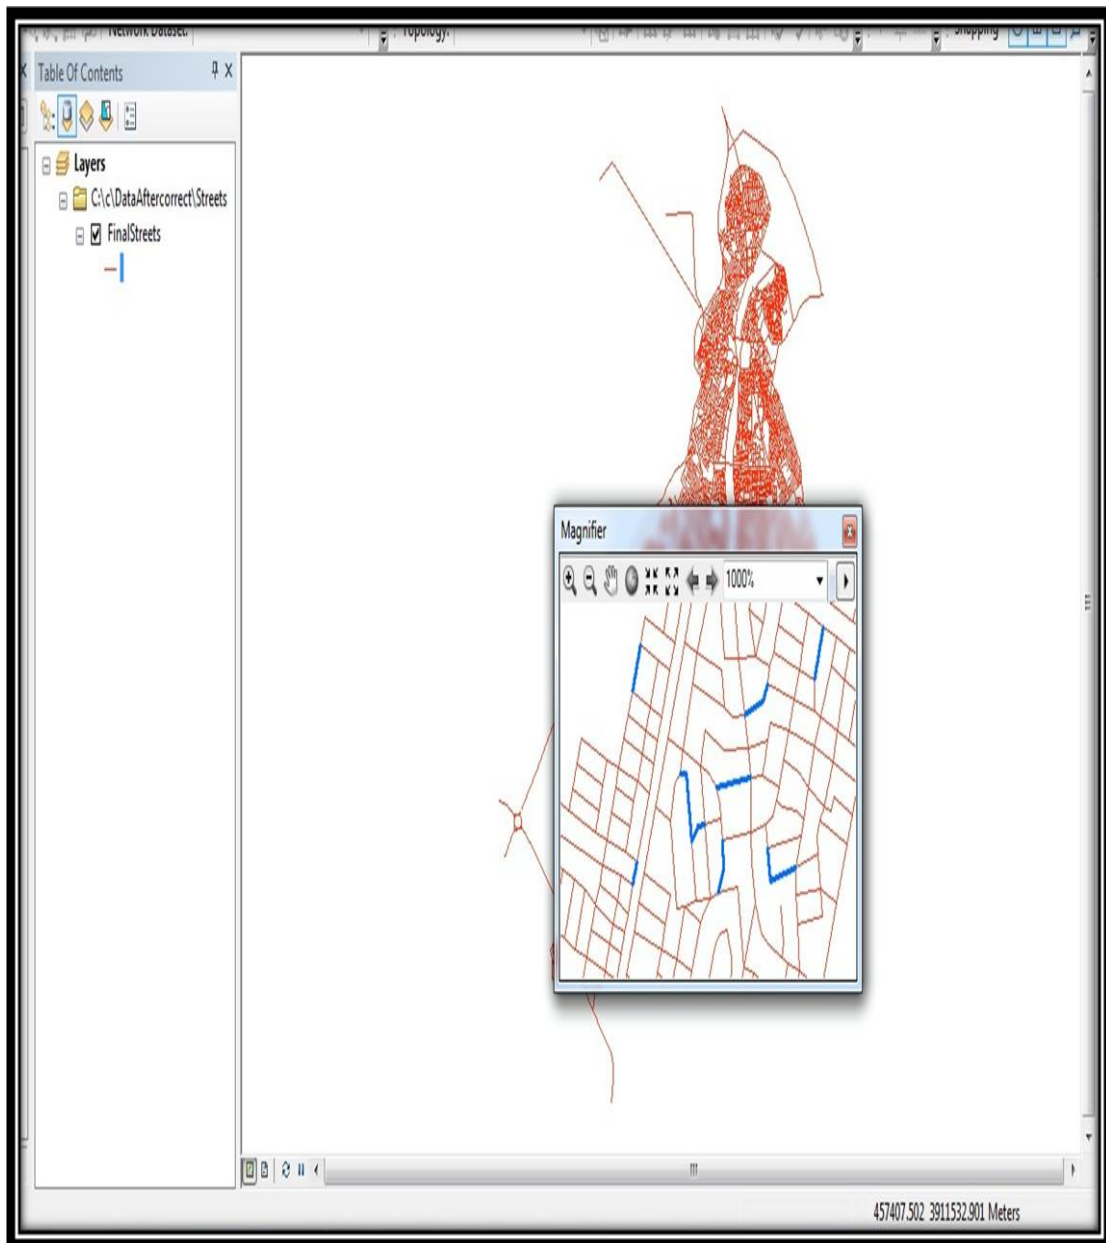 Network Dataset:
Topology:
Snapping
Table Of Contents
Layers
C:\c\DataAftercorrect\Streets
FinalStreets
Magnifier
1000%
457407.502 3911532.901 Meters